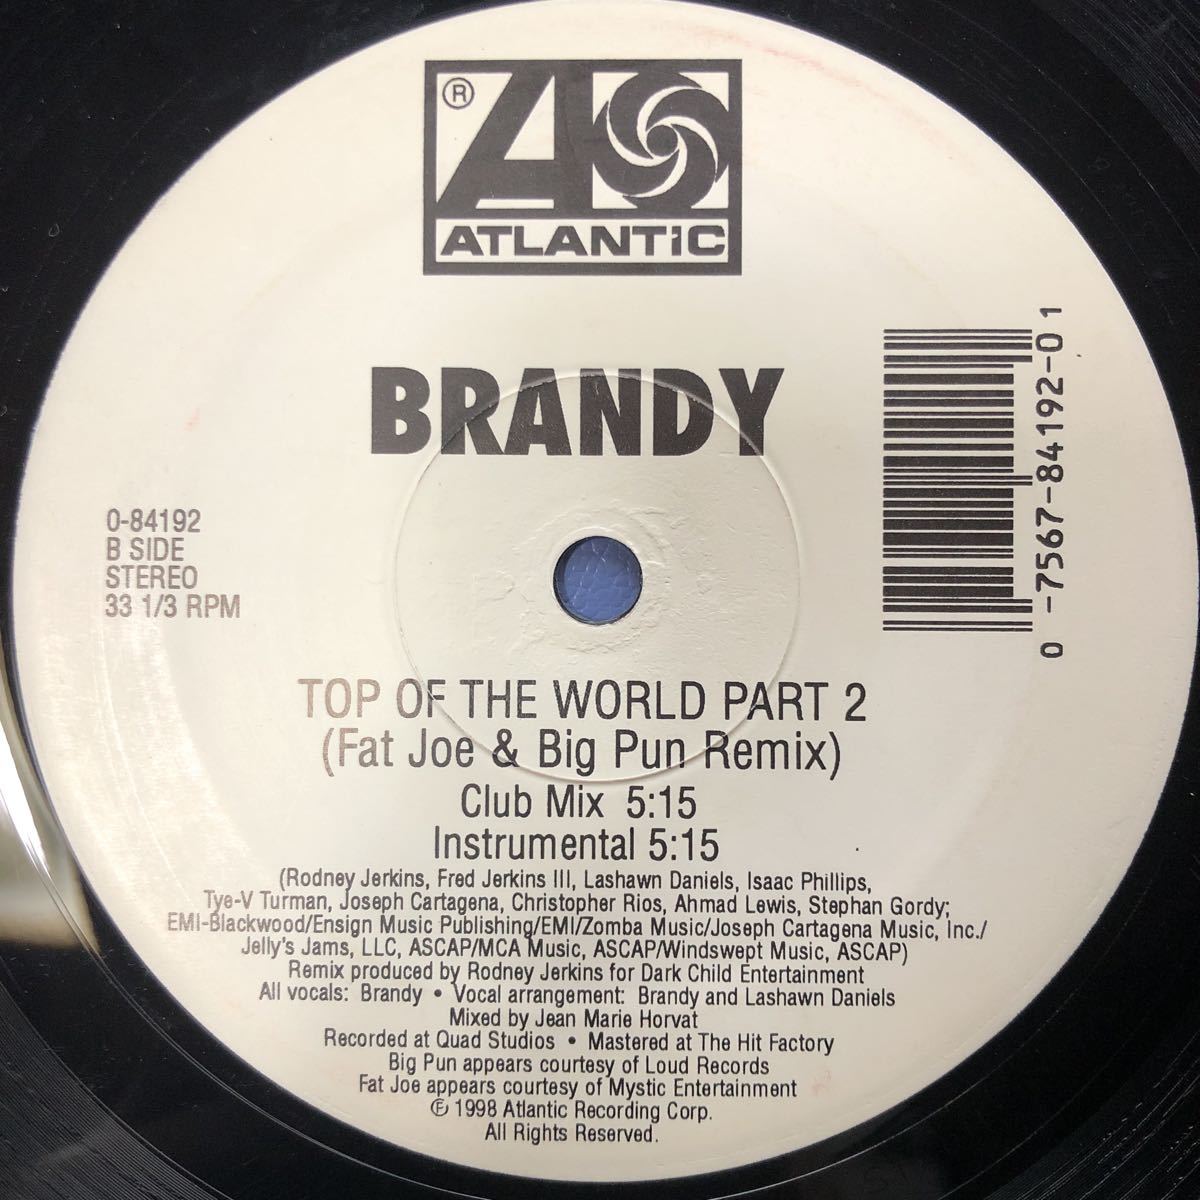 ®
ATLANTiC
BRANDY
0-84192
B SIDE
STEREO
33 1/3 RPM
0 -7567-84192-0 1
TOP OF THE WORLD PART 2
(Fat Joe & Big Pun Remix)
Club Mix 5:15
Instrumental 5:15
(Rodney Jerkins, Fred Jerkins III, Lashawn Daniels, Isaac Phillips,
Tye-V Turman, Joseph Cartagena, Christopher Rios, Ahmad Lewis, Stephan Gordy;
EMI-Blackwood/Ensign Music Publishing/EMI/Zomba Music/Joseph Cartagena Music, Inc./
Jelly's Jams, LLC, ASCAP/MCA Music, ASCAP/Windswept Music, ASCAP)
Remix produced by Rodney Jerkins for Dark Child Entertainment
All vocals: Brandy • Vocal arrangement: Brandy and Lashawn Daniels
Mixed by Jean Marie Horvat
Recorded at Quad Studios • Mastered at The Hit Factory
Big Pun appears courtesy of Loud Records
Fat Joe appears courtesy of Mystic Entertainment
℗ 1998 Atlantic Recording Corp.
All Rights Reserved.